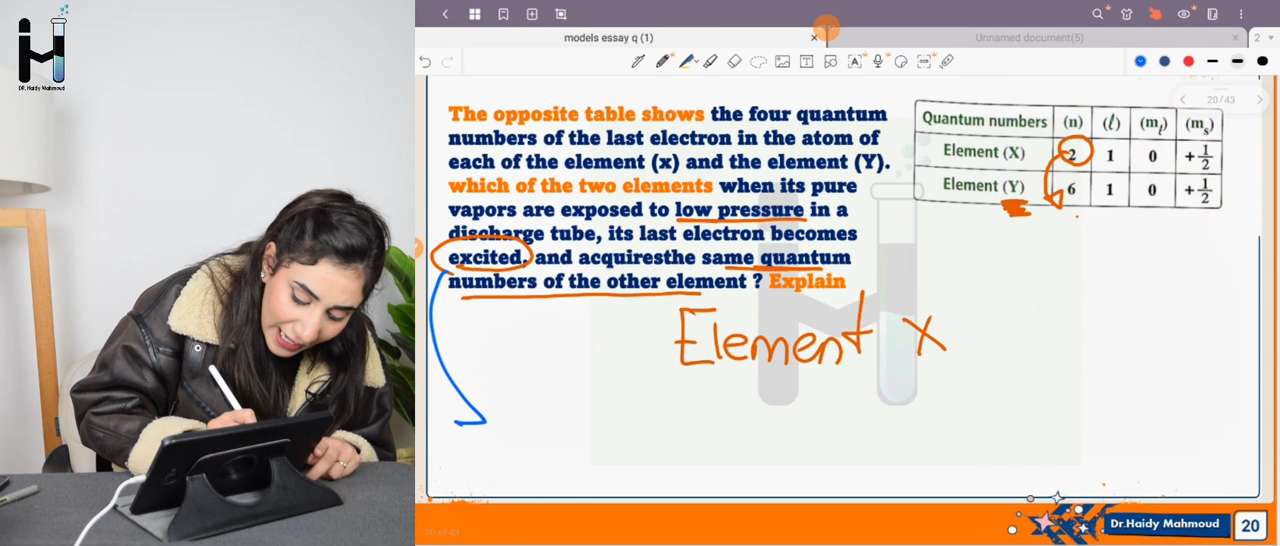 DR. Haidy Mahmoud
models essay q (1)
Unnamed document(5)
2
20/43
The opposite table shows the four quantum
numbers of the last electron in the atom of
each of the element (x) and the element (Y).
which of the two elements when its pure
vapors are exposed to low pressure in a
discharge tube, its last electron becomes
excited. and acquiresthe same quantum
numbers of the other element ? Explain
Quantum numbers (n) (ℓ) (mℓ) (ms)
Element (X) 2 1 0 +1/2
Element (Y) 6 1 0 +1/2
Element X
20 of 43
Dr.Haidy Mahmoud 20